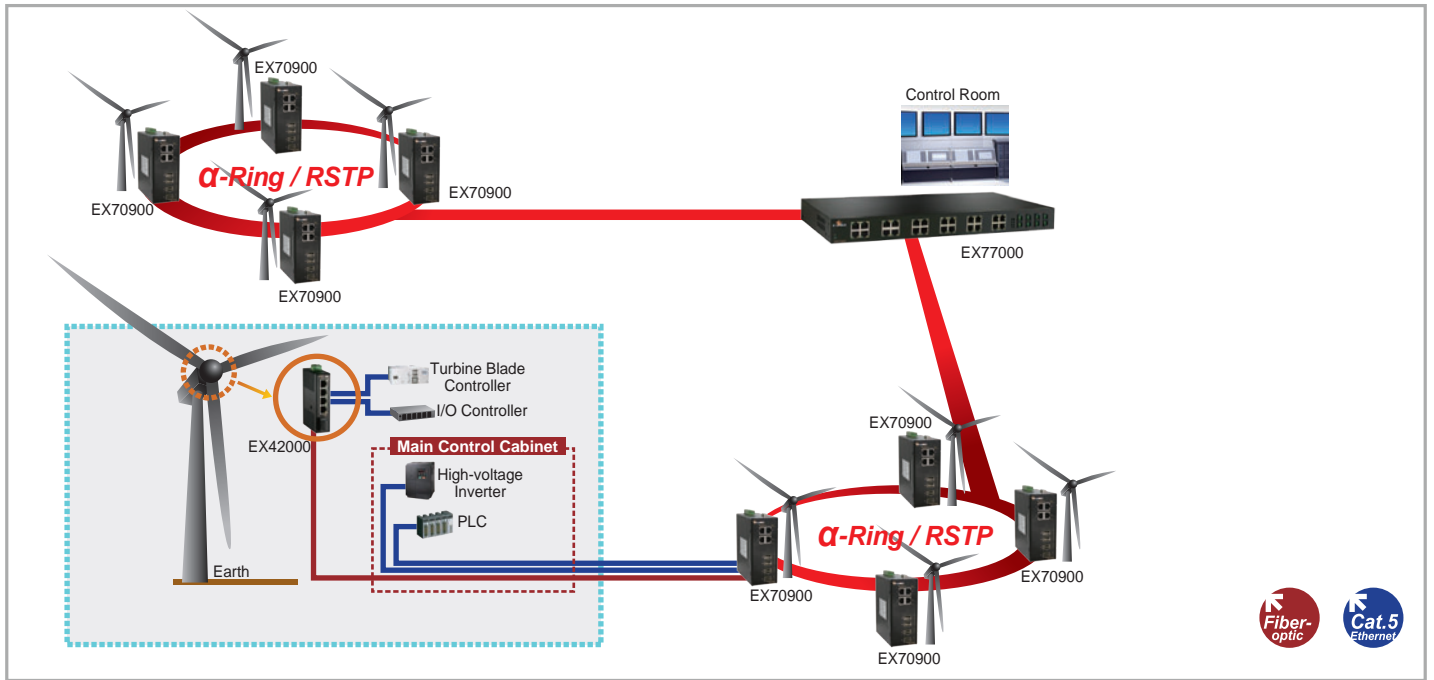 EX70900
Control Room
α-Ring / RSTP
EX70900
EX70900
EX77000
EX70900
Turbine Blade
Controller
I/O Controller
EX42000
Main Control Cabinet
High-voltage
Inverter
PLC
Earth
EX70900
α-Ring / RSTP
EX70900
EX70900
EX70900
Fiber-
optic
Cat.5
Ethernet